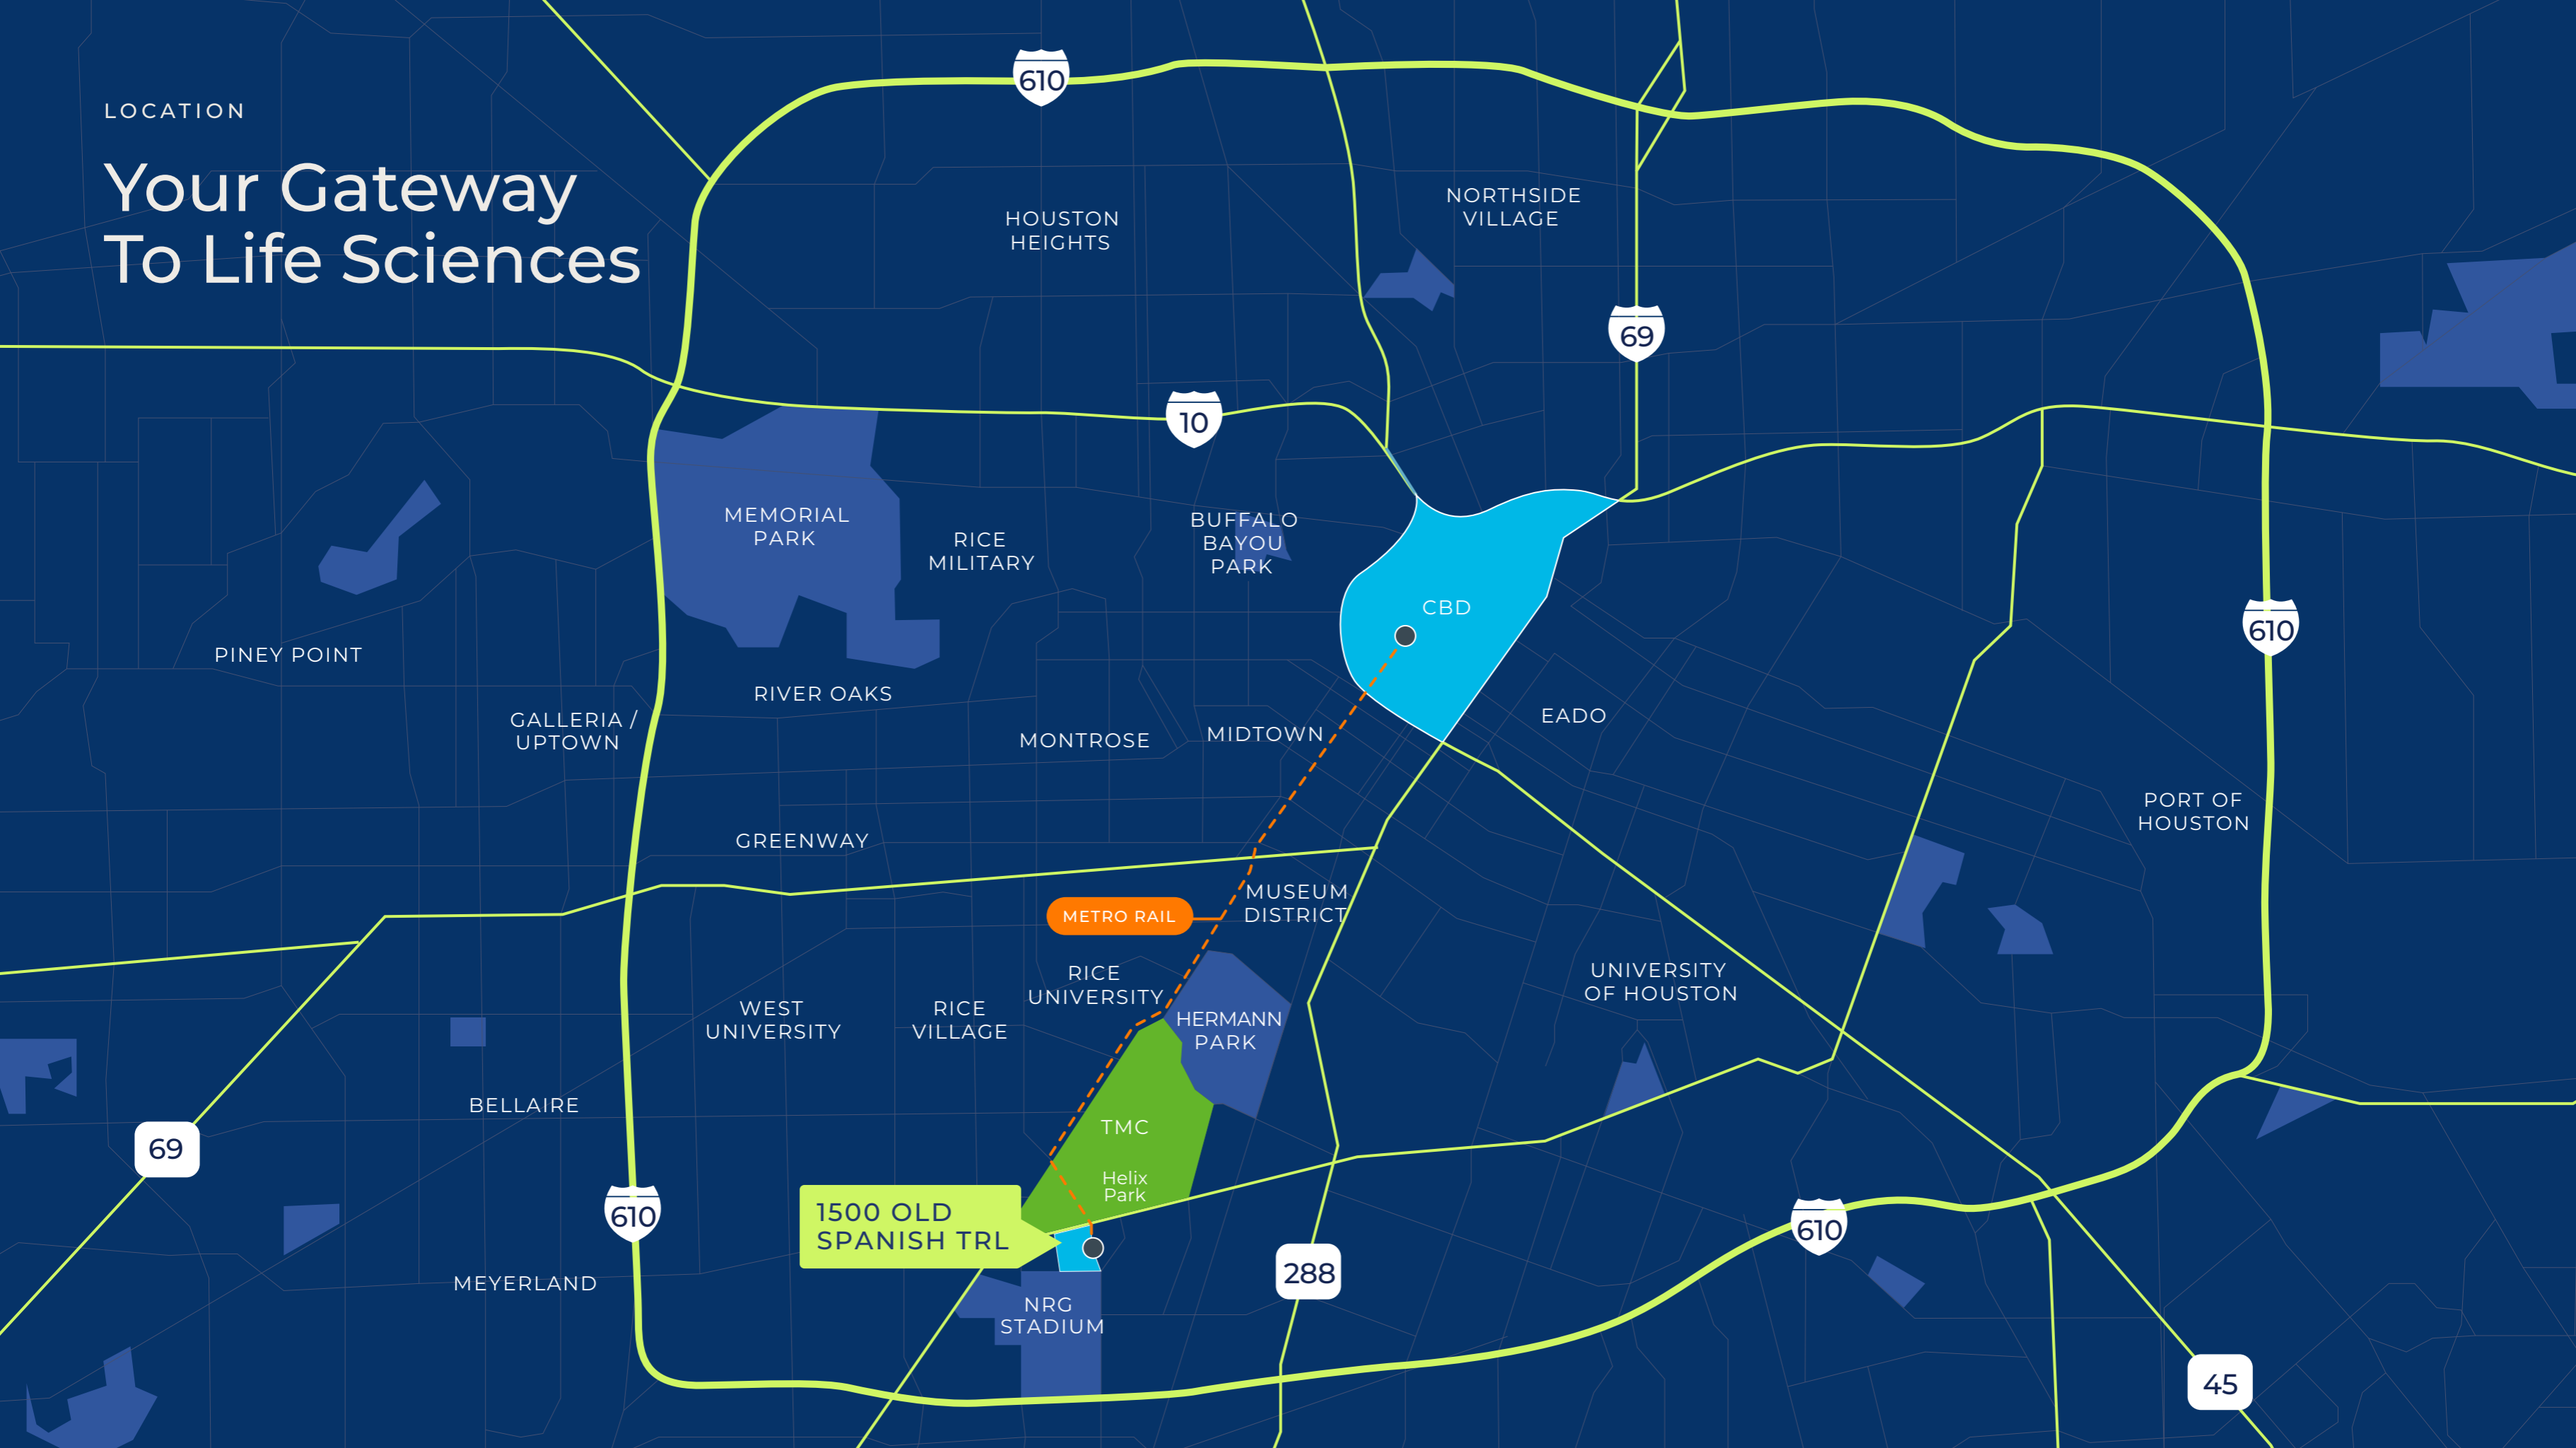 LOCATION
Your Gateway
To Life Sciences
610
HOUSTON
HEIGHTS
NORTHSIDE
VILLAGE
69
10
MEMORIAL
PARK
RICE
MILITARY
BUFFALO
BAYOU
PARK
CBD
610
PINEY POINT
RIVER OAKS
GALLERIA /
UPTOWN
MONTROSE
MIDTOWN
EADO
PORT OF
HOUSTON
GREENWAY
METRO RAIL
MUSEUM
DISTRICT
RICE
UNIVERSITY
UNIVERSITY
OF HOUSTON
WEST
UNIVERSITY
RICE
VILLAGE
HERMANN
PARK
BELLAIRE
TMC
69
Helix
Park
610
1500 OLD
SPANISH TRL
610
288
MEYERLAND
NRG
STADIUM
45